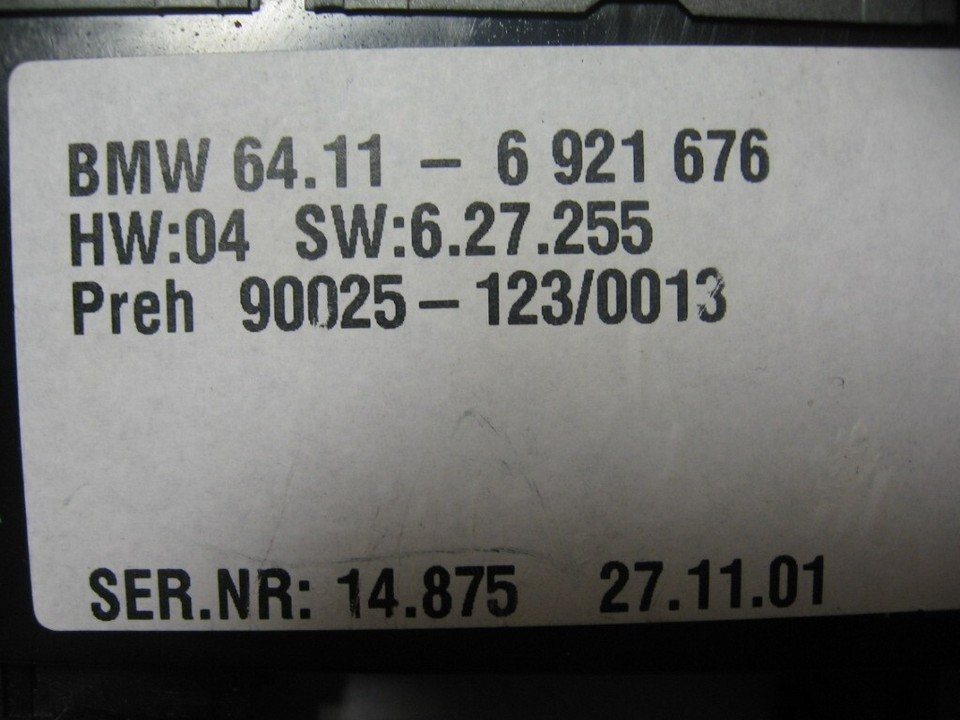 BMW 64.11 – 6 921 676
HW:04 SW:6.27.255
Preh 90025–123/0013
SER.NR: 14.875 27.11.01